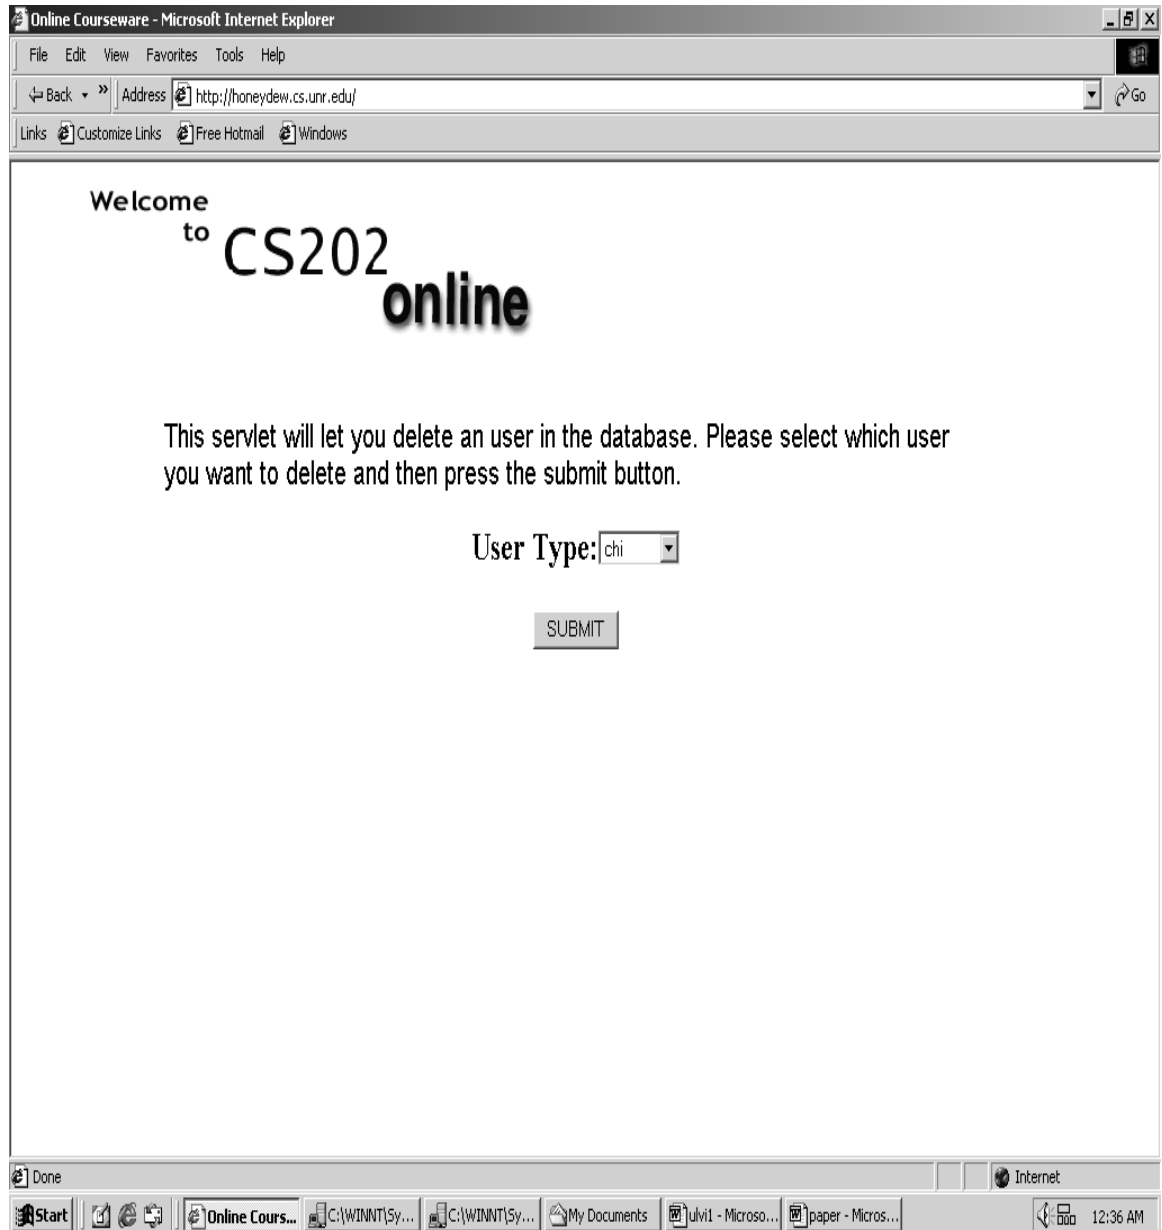 Online Courseware - Microsoft Internet Explorer
File Edit View Favorites Tools Help
Back » Address http://honeydew.cs.unr.edu/ Go
Links Customize Links Free Hotmail Windows
Welcome
to CS202
online
This servlet will let you delete an user in the database. Please select which user
you want to delete and then press the submit button.
User Type: chi
SUBMIT
Done Internet
Start Online Cours... C:\WINNT\Sy... C:\WINNT\Sy... My Documents ulvi1 - Microso... paper - Micros... 12:36 AM